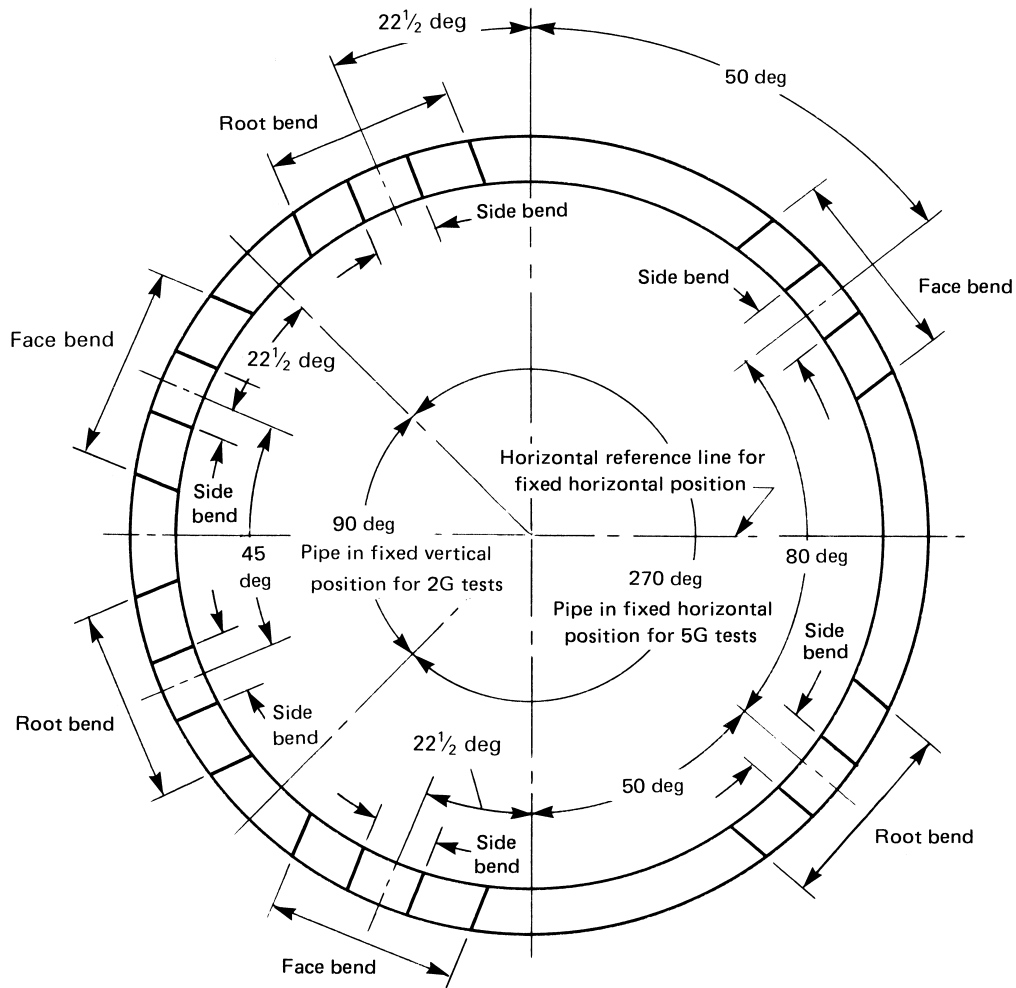 22½ deg
50 deg
Root bend
Side bend
Side bend
Face bend
Face bend
22½ deg
Horizontal reference line for
fixed horizontal position
Side
bend
90 deg
45
deg
Pipe in fixed vertical
position for 2G tests
80 deg
270 deg
Pipe in fixed horizontal
position for 5G tests
Side
bend
Root bend
Side
bend
22½ deg
50 deg
Root bend
Side
bend
Face bend